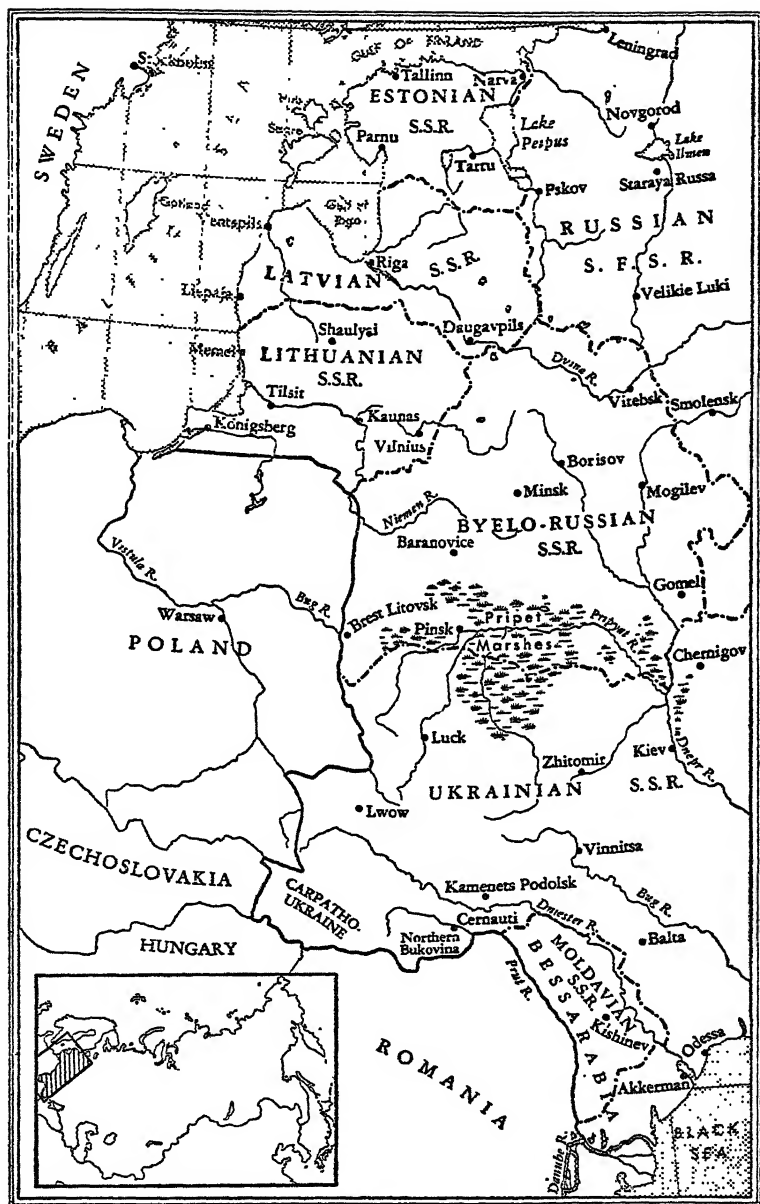 GULF OF FINLAND
Leningrad
SWEDEN
Tallinn
Narva
ESTONIAN
S.S.R.
Novgorod
Lake
Peipus
Lake
Ilmen
Parnu
Tartu
Staraya Russa
Pskov
RUSSIAN
S. F. S. R.
Riga
LATVIAN
S.S.R.
Velikie Luki
Shaulyai
Daugavpils
Memel
LITHUANIAN
S.S.R.
Dvina R.
Vitebsk
Smolensk
Tilsit
Kaunas
Königsberg
Vilnius
Borisov
Minsk
Mogilev
Niemen R.
BYELO-RUSSIAN
S.S.R.
Baranovice
Vistula R.
Gomel
Bug R.
Warsaw
Brest Litovsk
Pinsk
Pripet
Marshes
Pripyat R.
POLAND
Chernigov
Luck
Zhitomir
Kiev
Dnepr R.
UKRAINIAN
S.S.R.
Lwow
CZECHOSLOVAKIA
Vinnitsa
CARPATHO-
UKRAINE
Kamenets Podolsk
Bug R.
HUNGARY
Northern
Bukovina
Cernauti
Dniester R.
Balta
MOLDAVIAN
S.S.R.
BESSARABIA
Prut R.
Kishinev
Odessa
ROMANIA
Akkerman
BLACK
SEA
Danube R.